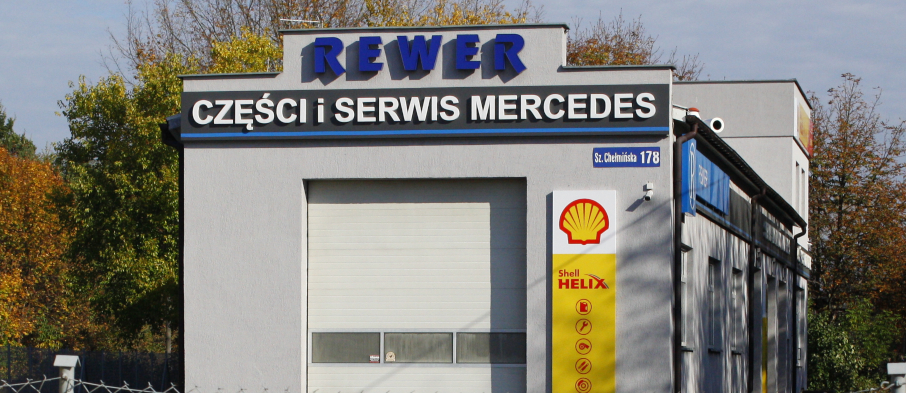 REWER
CZĘŚCI i SERWIS MERCEDES
Sz. Chełmińska 178
Shell
HELIX